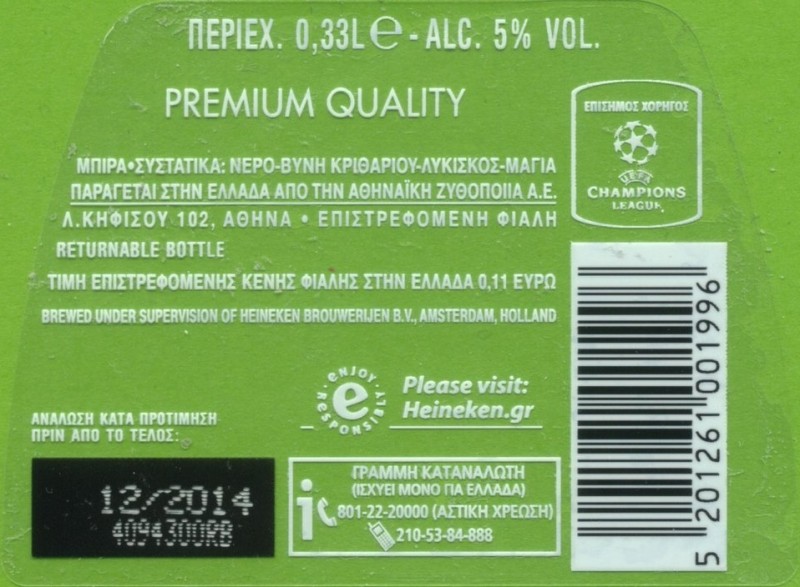 ΠΕΡΙΕΧ. 0,33L e - ALC. 5% VOL.
PREMIUM QUALITY
ΕΠΙΣΗΜΟΣ ΧΟΡΗΓΟΣ
UEFA
CHAMPIONS
LEAGUE
ΜΠΙΡΑ•ΣΥΣΤΑΤΙΚΑ: ΝΕΡΟ-ΒΥΝΗ ΚΡΙΘΑΡΙΟΥ-ΛΥΚΙΣΚΟΣ-ΜΑΓΙΑ
ΠΑΡΑΓΕΤΑΙ ΣΤΗΝ ΕΛΛΑΔΑ ΑΠΟ ΤΗΝ ΑΘΗΝΑΪΚΗ ΖΥΘΟΠΟΙΙΑ Α.Ε.
Λ.ΚΗΦΙΣΟΥ 102, ΑΘΗΝΑ • ΕΠΙΣΤΡΕΦΟΜΕΝΗ ΦΙΑΛΗ
RETURNABLE BOTTLE
ΤΙΜΗ ΕΠΙΣΤΡΕΦΟΜΕΝΗΣ ΚΕΝΗΣ ΦΙΑΛΗΣ ΣΤΗΝ ΕΛΛΑΔΑ 0,11 ΕΥΡΩ
BREWED UNDER SUPERVISION OF HEINEKEN BROUWERIJEN B.V., AMSTERDAM, HOLLAND
ENJOY RESPONSIBLY
e
Please visit:
Heineken.gr
ΑΝΑΛΩΣΗ ΚΑΤΑ ΠΡΟΤΙΜΗΣΗ
ΠΡΙΝ ΑΠΟ ΤΟ ΤΕΛΟΣ:
12/2014
4094300RB
i
ΓΡΑΜΜΗ ΚΑΤΑΝΑΛΩΤΗ
(ΙΣΧΥΕΙ ΜΟΝΟ ΓΙΑ ΕΛΛΑΔΑ)
801-22-20000 (ΑΣΤΙΚΗ ΧΡΕΩΣΗ)
210-53-84-888
5 201261 001996